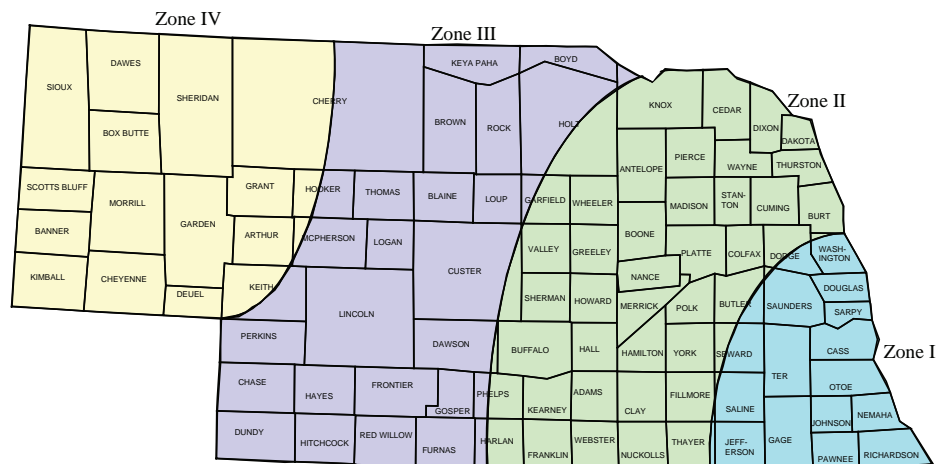 Zone IV
Zone III
Zone II
Zone I
SIOUX
DAWES
BOX BUTTE
SHERIDAN
CHERRY
KEYA PAHA
BOYD
BROWN
ROCK
HOLT
KNOX
CEDAR
DIXON
DAKOTA
ANTELOPE
PIERCE
WAYNE
THURSTON
SCOTTS BLUFF
MORRILL
GARDEN
GRANT
HOOKER
THOMAS
BLAINE
LOUP
GARFIELD
WHEELER
MADISON
STAN-
TON
CUMING
BURT
BANNER
ARTHUR
MCPHERSON
LOGAN
CUSTER
VALLEY
GREELEY
BOONE
PLATTE
COLFAX
DODGE
WASH-
INGTON
KIMBALL
CHEYENNE
DEUEL
KEITH
LINCOLN
SHERMAN
HOWARD
NANCE
MERRICK
POLK
BUTLER
SAUNDERS
DOUGLAS
SARPY
PERKINS
DAWSON
BUFFALO
HALL
HAMILTON
YORK
SEWARD
TER
CASS
OTOE
CHASE
HAYES
FRONTIER
GOSPER
PHELPS
KEARNEY
ADAMS
CLAY
FILLMORE
SALINE
JOHNSON
NEMAHA
DUNDY
HITCHCOCK
RED WILLOW
FURNAS
HARLAN
FRANKLIN
WEBSTER
NUCKOLLS
THAYER
JEFF-
ERSON
GAGE
PAWNEE
RICHARDSON